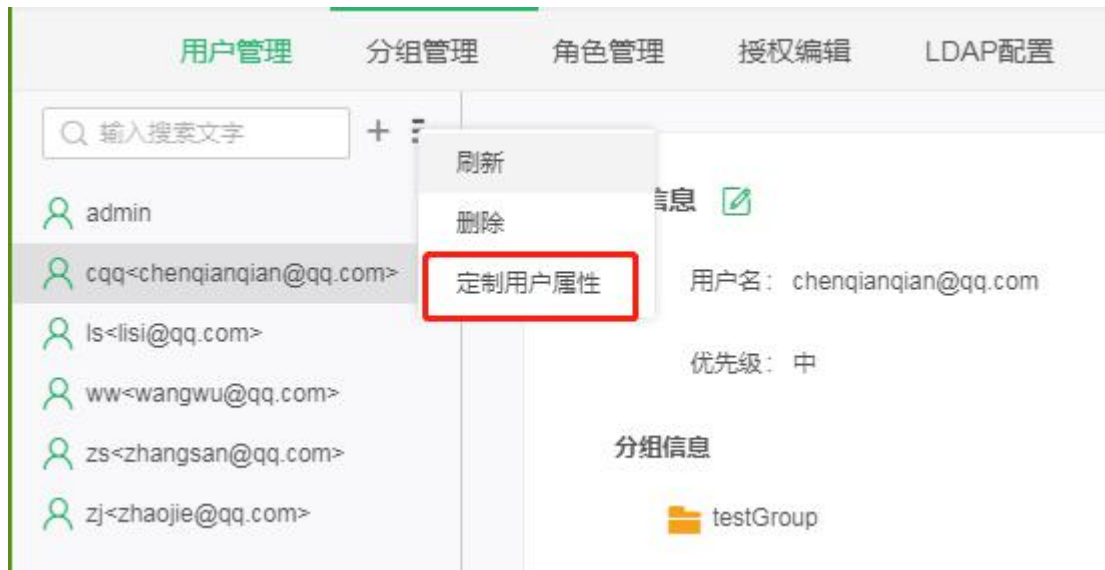 用户管理 分组管理 角色管理 授权编辑 LDAP配置
输入搜索文字
刷新
删除
定制用户属性
admin
cqq<chenqianqian@qq.com>
ls<lisi@qq.com>
ww<wangwu@qq.com>
zs<zhangsan@qq.com>
zj<zhaojie@qq.com>
信息
用户名: chenqianqian@qq.com
优先级: 中
分组信息
testGroup